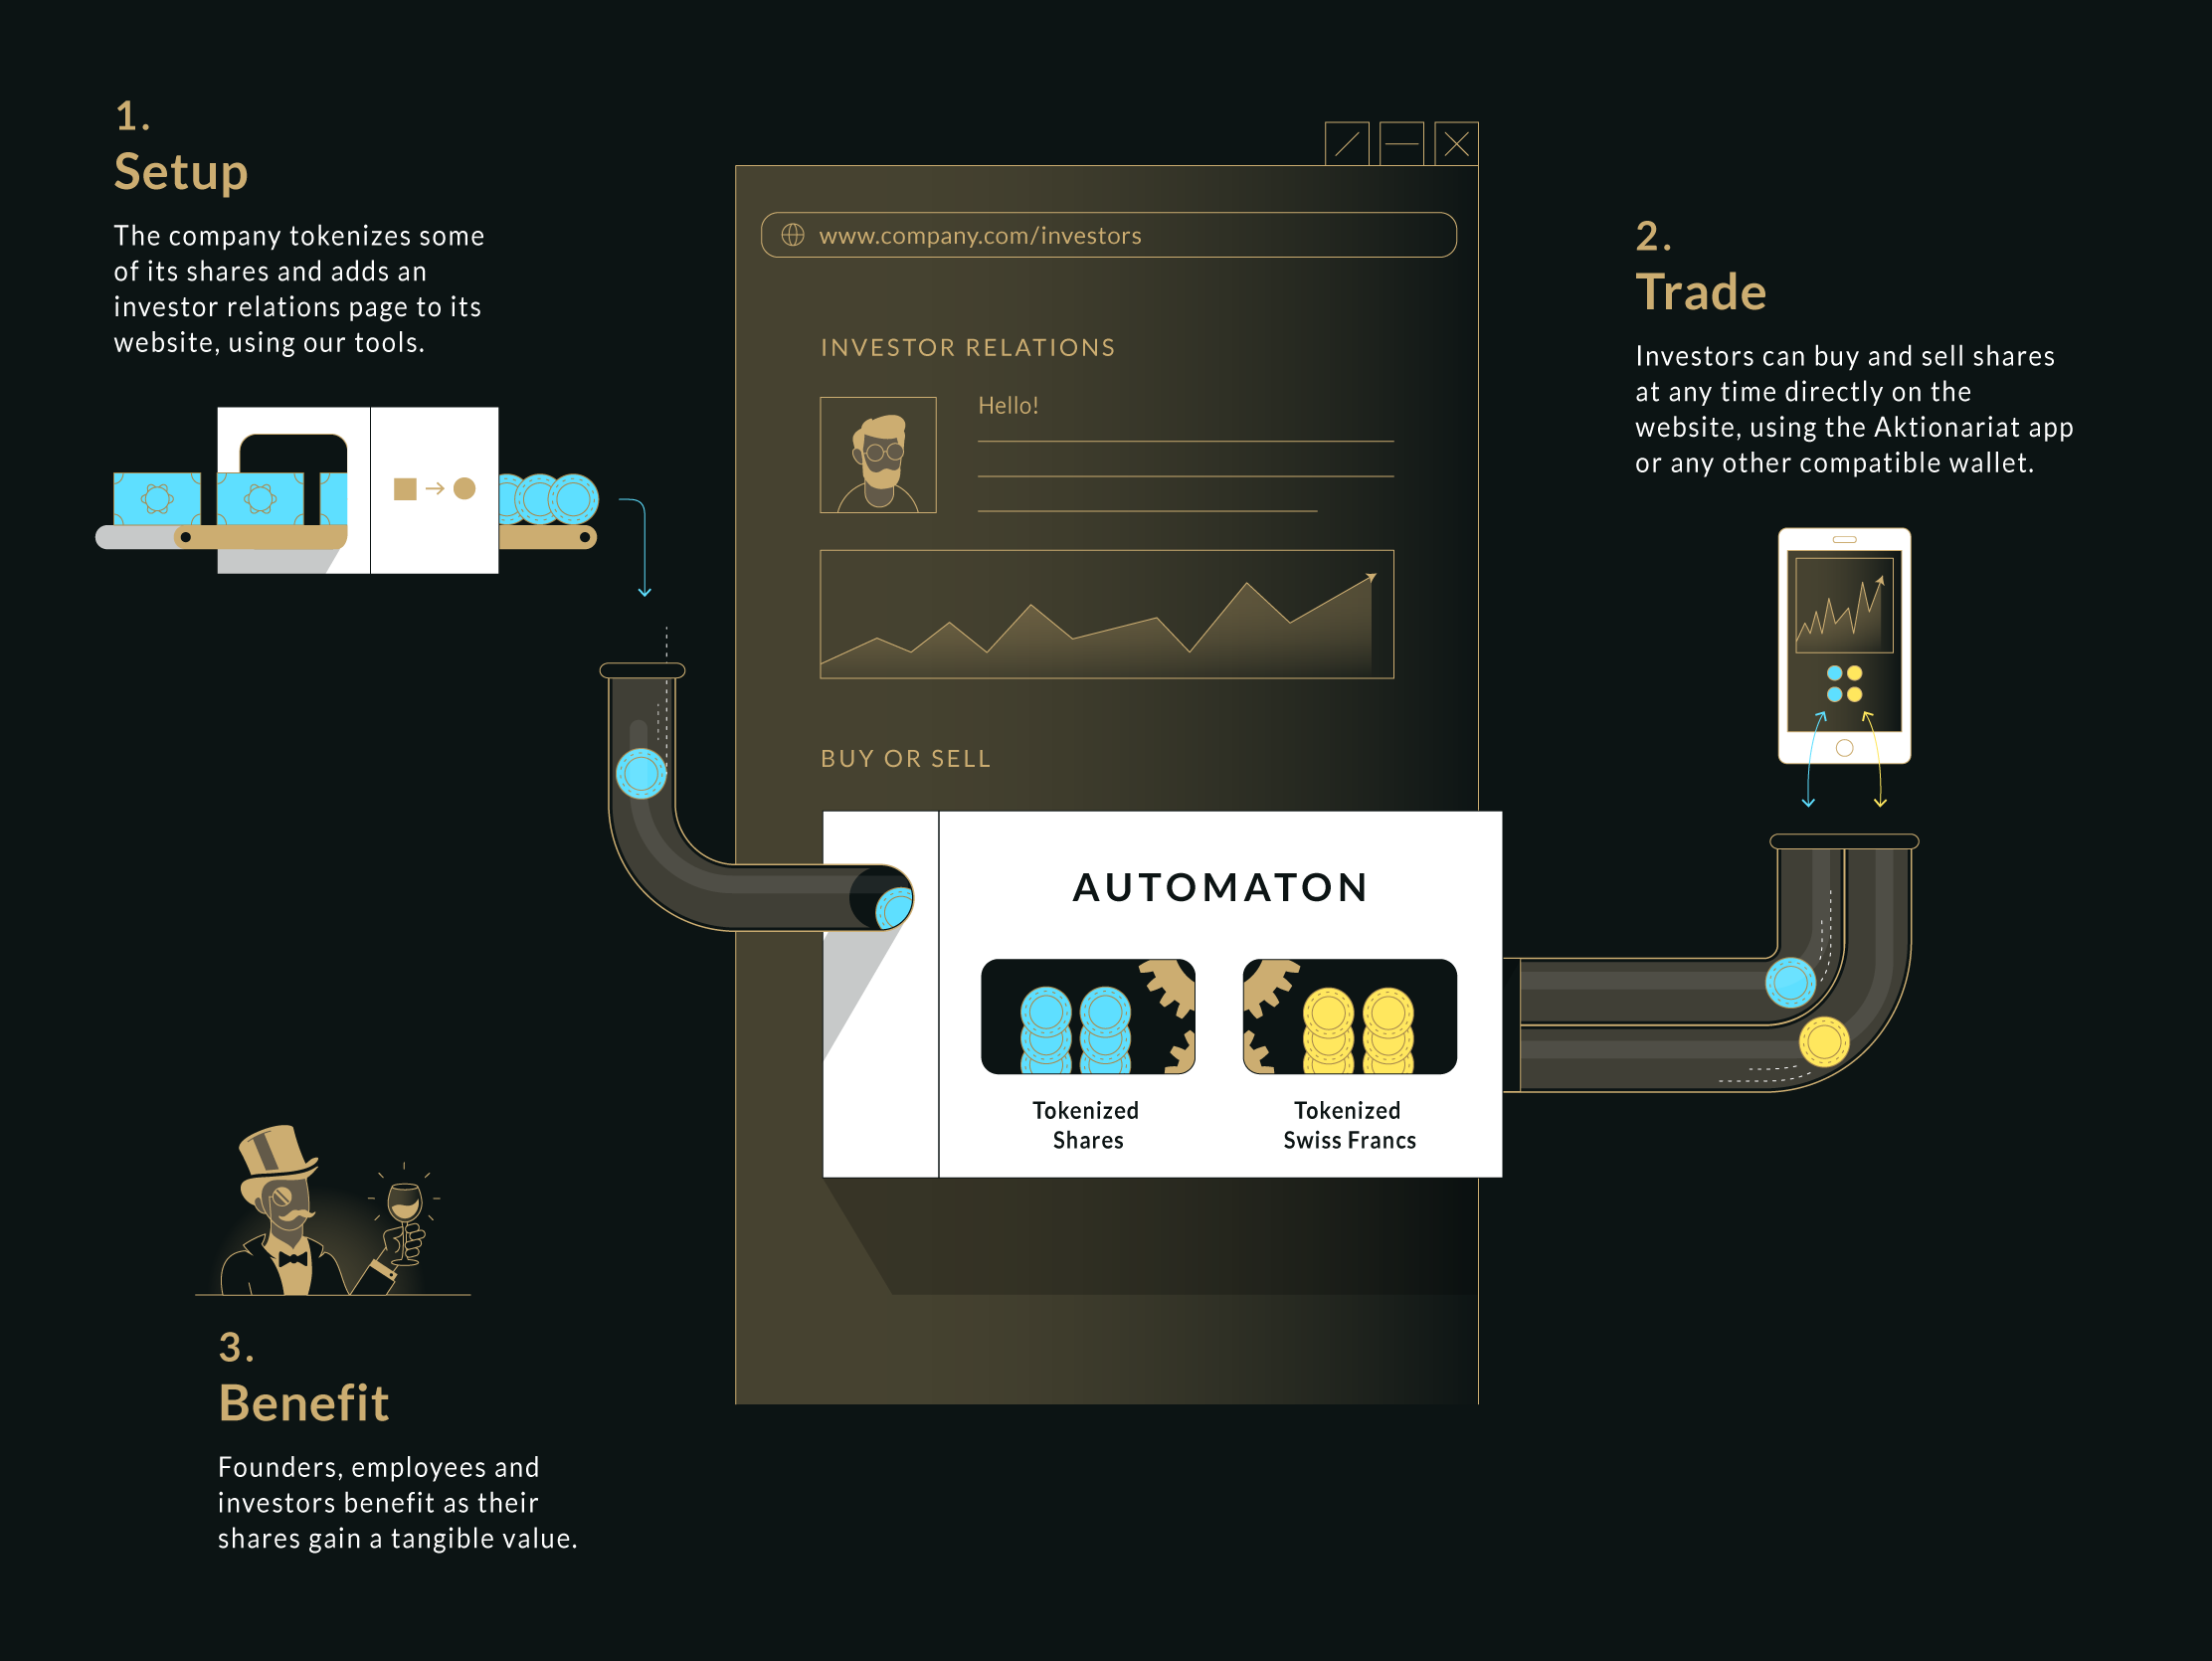 1.
Setup
The company tokenizes some
of its shares and adds an
investor relations page to its
website, using our tools.
www.company.com/investors
INVESTOR RELATIONS
Hello!
BUY OR SELL
AUTOMATON
Tokenized
Shares
Tokenized
Swiss Francs
2.
Trade
Investors can buy and sell shares
at any time directly on the
website, using the Aktionariat app
or any other compatible wallet.
3.
Benefit
Founders, employees and
investors benefit as their
shares gain a tangible value.